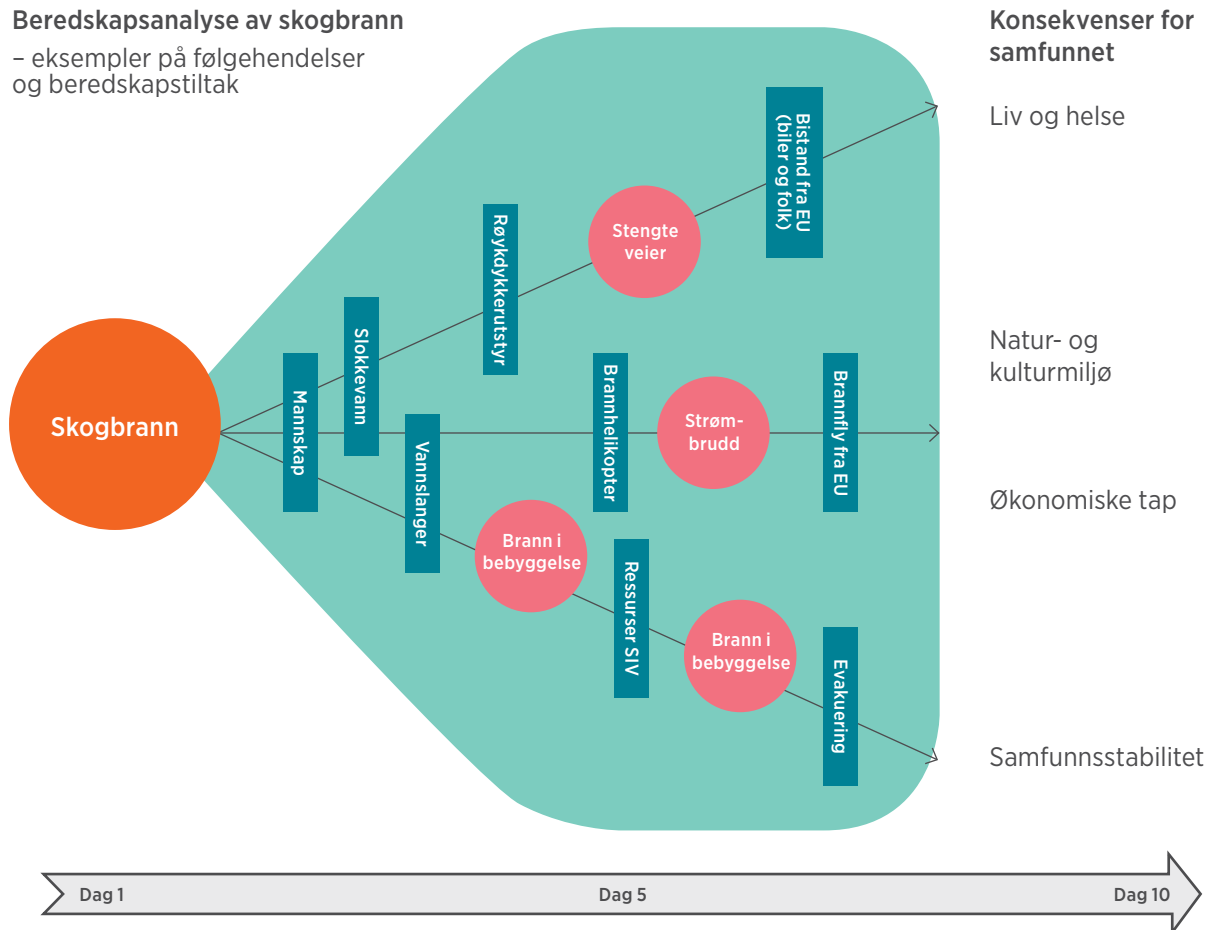 Beredskapsanalyse av skogbrann
– eksempler på følgehendelser
og beredskapstiltak
Konsekvenser for
samfunnet
Liv og helse
Natur- og
kulturmiljø
Økonomiske tap
Samfunnsstabilitet
Skogbrann
Mannskap
Slokkevann
Vannslanger
Røykdykkerutstyr
Brann i
bebyggelse
Brannhelikopter
Ressurser SIV
Stengte
veier
Strøm-
brudd
Brann i
bebyggelse
Bistand fra EU
(biler og folk)
Brannfly fra EU
Evakuering
Dag 1
Dag 5
Dag 10